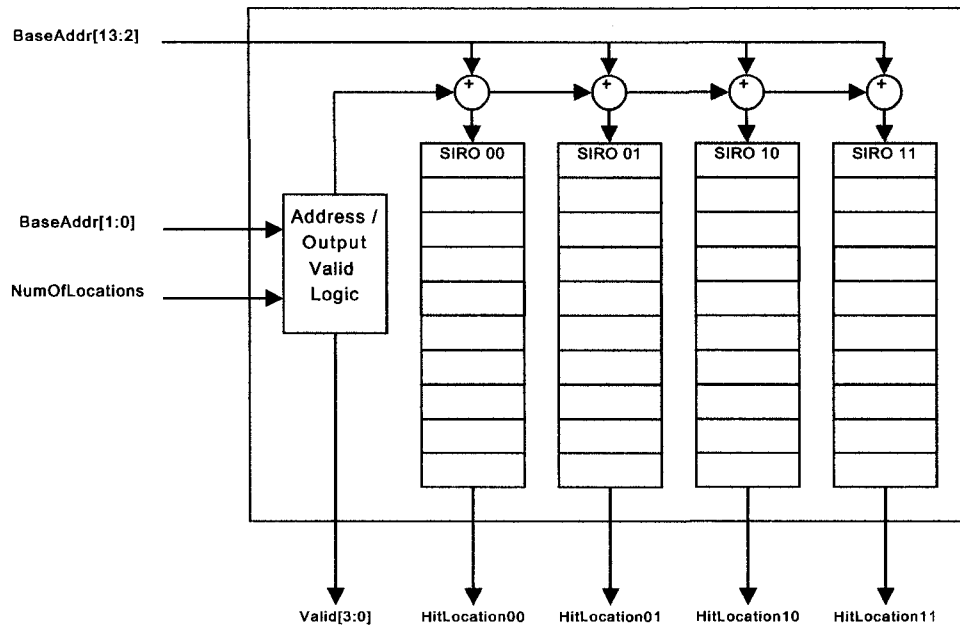 BaseAddr[13:2]
+ + + +
SIRO 00 SIRO 01 SIRO 10 SIRO 11
BaseAddr[1:0]
Address /
Output
Valid
Logic
NumOfLocations
Valid[3:0] HitLocation00 HitLocation01 HitLocation10 HitLocation11